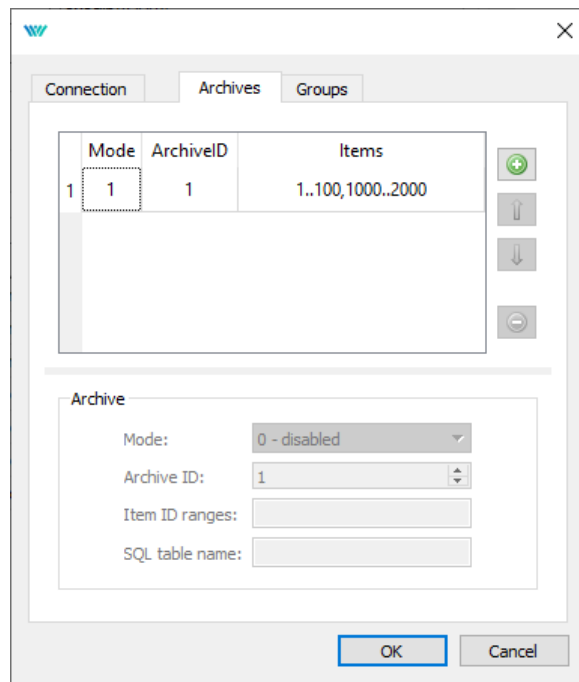 Connection Archives Groups
Mode ArchiveID Items
1 1 1 1..100,1000..2000
Archive
Mode: 0 - disabled
Archive ID: 1
Item ID ranges:
SQL table name:
OK Cancel